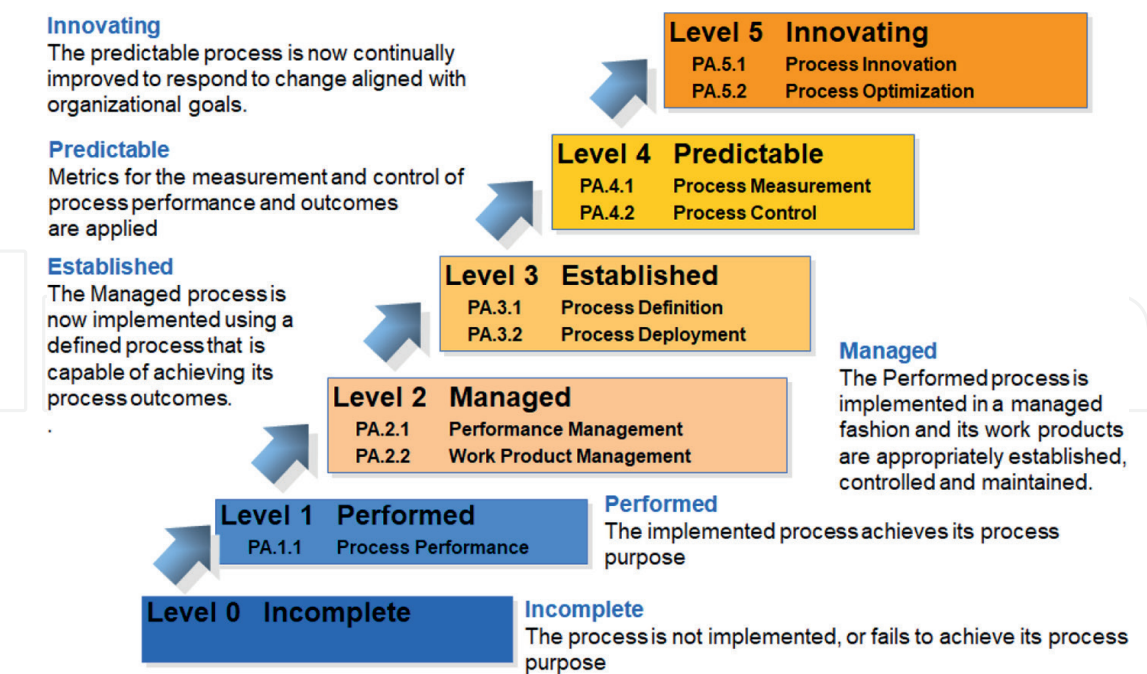 Innovating
The predictable process is now continually
improved to respond to change aligned with
organizational goals.
Level 5 Innovating
PA.5.1 Process Innovation
PA.5.2 Process Optimization
Predictable
Metrics for the measurement and control of
process performance and outcomes
are applied
Level 4 Predictable
PA.4.1 Process Measurement
PA.4.2 Process Control
Established
The Managed process is
now implemented using a
defined process that is
capable of achieving its
process outcomes.
.
Level 3 Established
PA.3.1 Process Definition
PA.3.2 Process Deployment
Managed
The Performed process is
implemented in a managed
fashion and its work products
are appropriately established,
controlled and maintained.
Level 2 Managed
PA.2.1 Performance Management
PA.2.2 Work Product Management
Level 1 Performed
PA.1.1 Process Performance
Performed
The implemented process achieves its process
purpose
Level 0 Incomplete
Incomplete
The process is not implemented, or fails to achieve its process
purpose